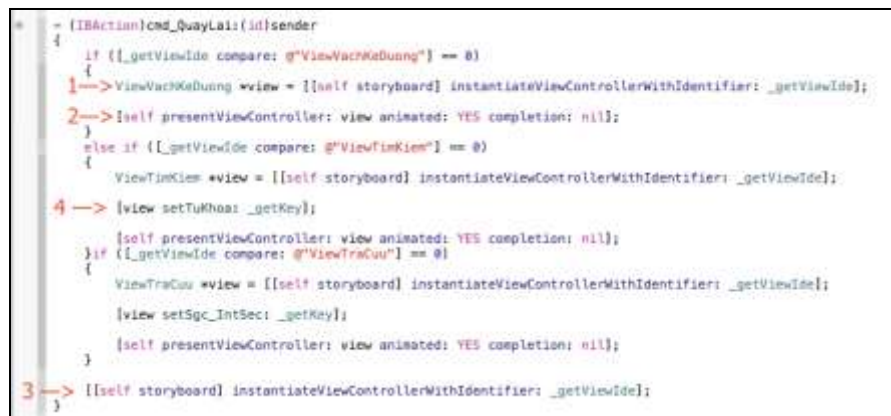 - (IBAction)cmd_QuayLai:(id)sender
{
if ([_getViewIde compare: @"ViewVachKeDuong"] == 0)
{
1—> ViewVachKeDuong *view = [[self storyboard] instantiateViewControllerWithIdentifier: _getViewIde];
2—> [self presentViewController: view animated: YES completion: nil];
}
else if ([_getViewIde compare: @"ViewTimKiem"] == 0)
{
ViewTimKiem *view = [[self storyboard] instantiateViewControllerWithIdentifier: _getViewIde];
4—> [view setTuKhoa: _getKey];
[self presentViewController: view animated: YES completion: nil];
}if ([_getViewIde compare: @"ViewTraCuu"] == 0)
{
ViewTraCuu *view = [[self storyboard] instantiateViewControllerWithIdentifier: _getViewIde];
[view setSgc_IntSec: _getKey];
[self presentViewController: view animated: YES completion: nil];
}
3—> [[self storyboard] instantiateViewControllerWithIdentifier: _getViewIde];
}